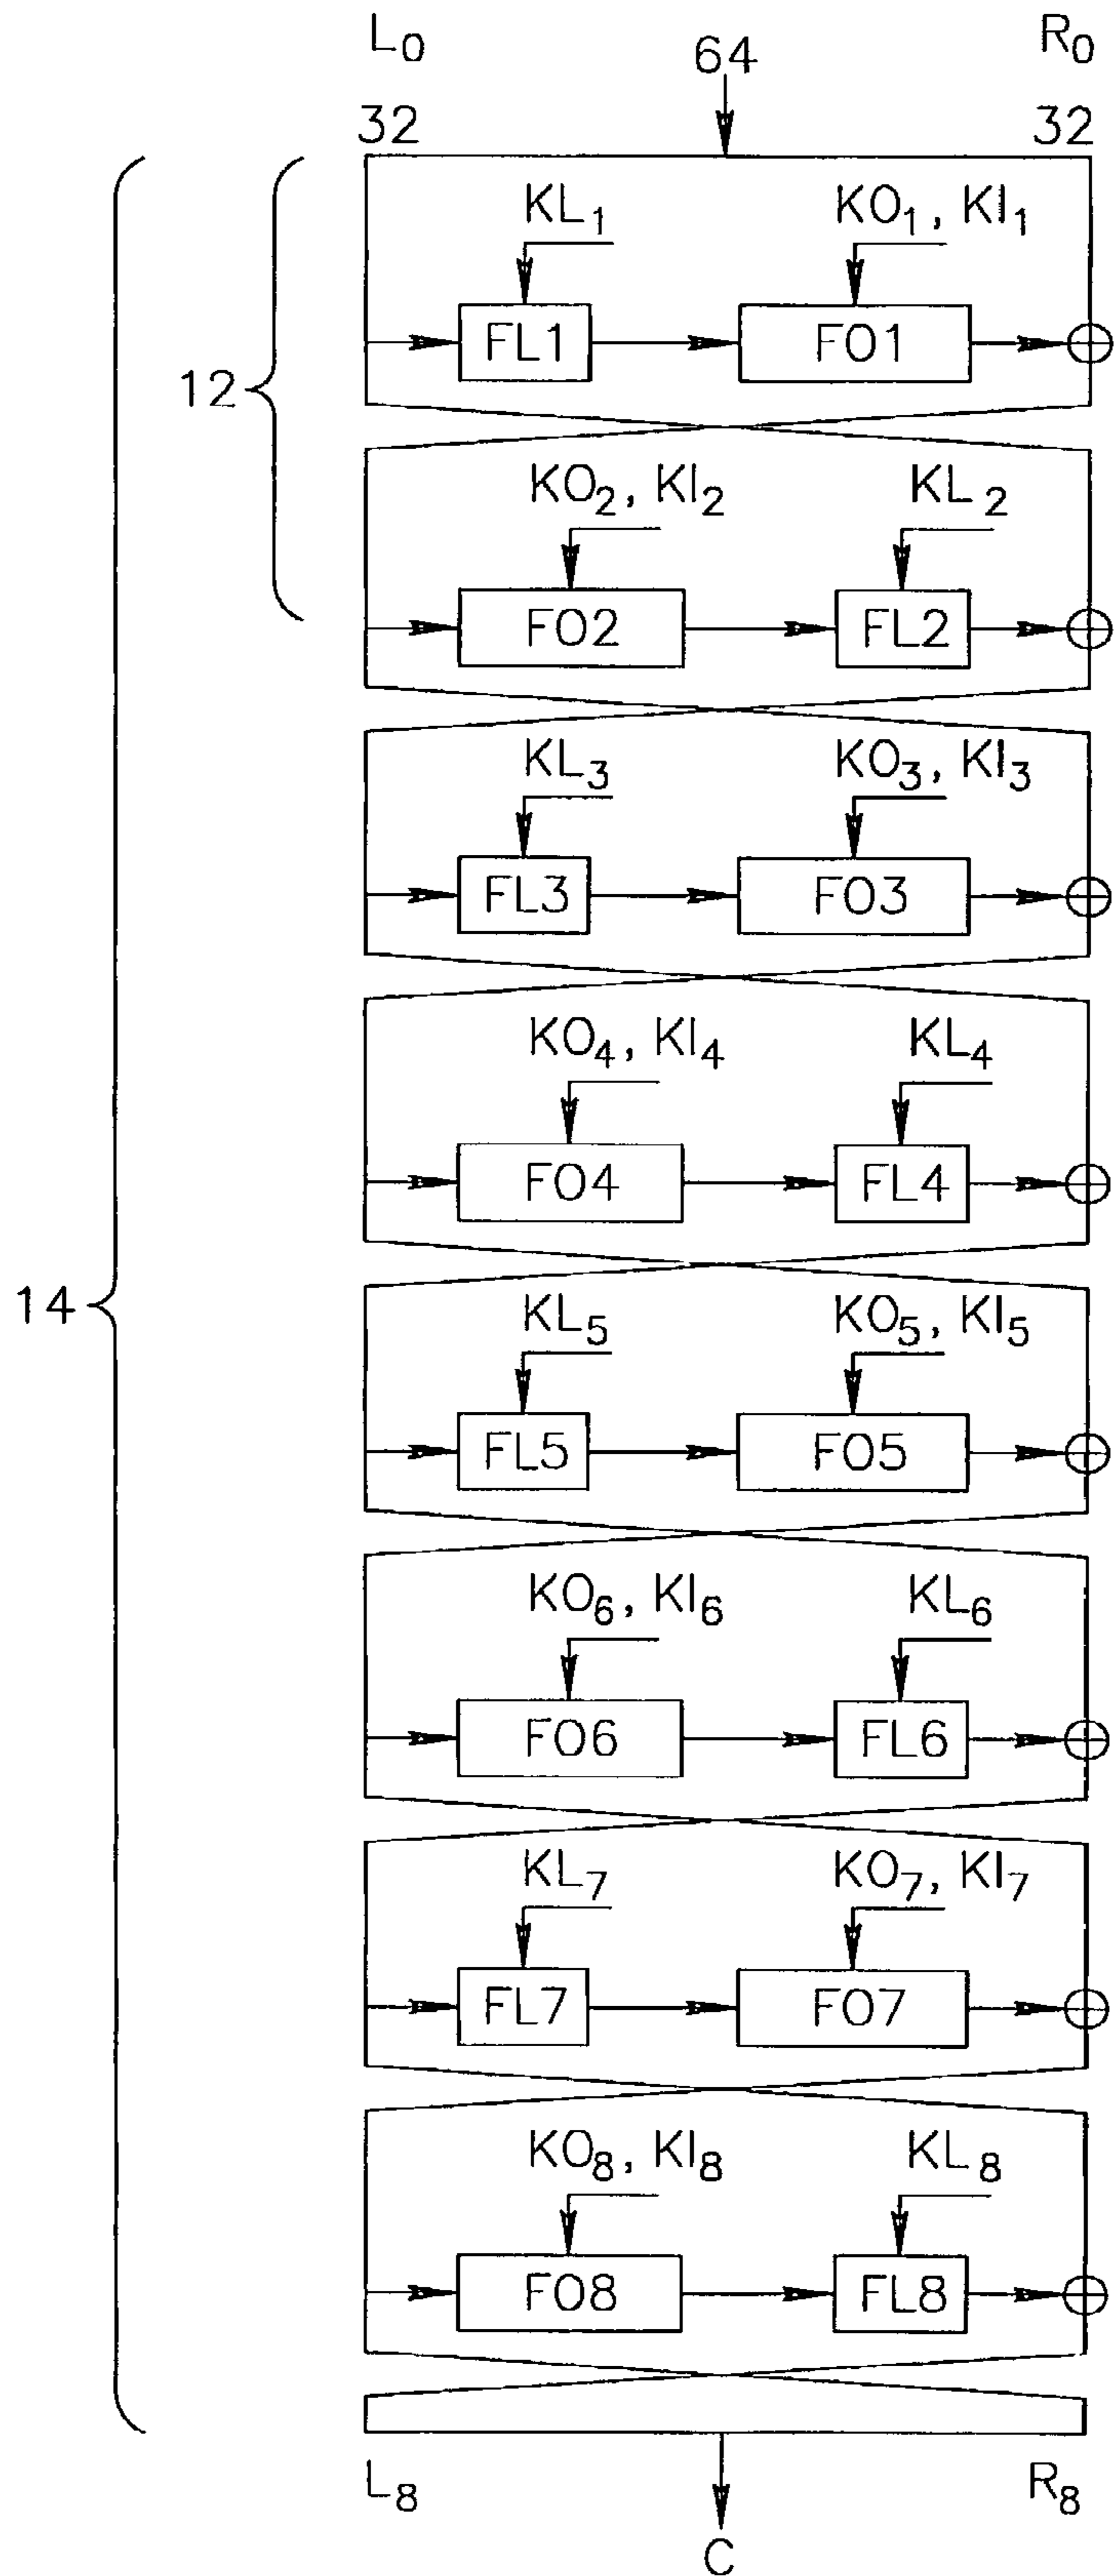 L₀ 64 R₀
32 32
KL₁ KO₁, KI₁
FL1 FO1
12
KO₂, KI₂ KL₂
FO2 FL2
KL₃ KO₃, KI₃
FL3 FO3
KO₄, KI₄ KL₄
FO4 FL4
14
KL₅ KO₅, KI₅
FL5 FO5
KO₆, KI₆ KL₆
FO6 FL6
KL₇ KO₇, KI₇
FL7 FO7
KO₈, KI₈ KL₈
FO8 FL8
L₈ R₈
C